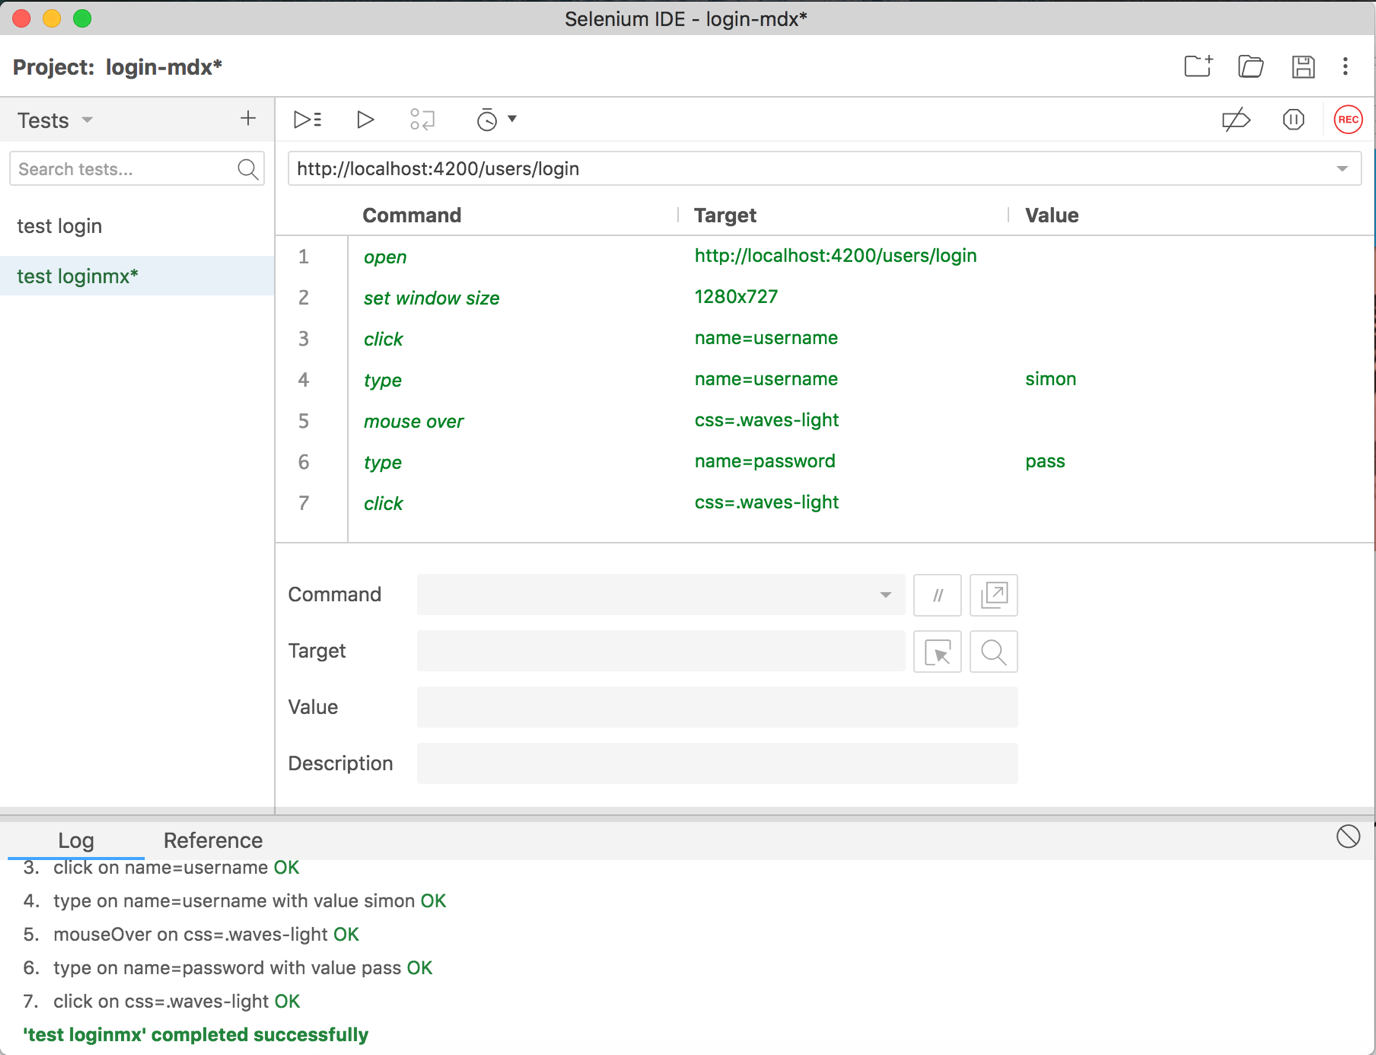 Selenium IDE - login-mdx*
Project: login-mdx*
Tests
REC
Search tests...
http://localhost:4200/users/login
test login
test loginmx*
Command Target Value
1 open http://localhost:4200/users/login
2 set window size 1280x727
3 click name=username
4 type name=username simon
5 mouse over css=.waves-light
6 type name=password pass
7 click css=.waves-light
Command //
Target
Value
Description
Log Reference
3. click on name=username OK
4. type on name=username with value simon OK
5. mouseOver on css=.waves-light OK
6. type on name=password with value pass OK
7. click on css=.waves-light OK
'test loginmx' completed successfully